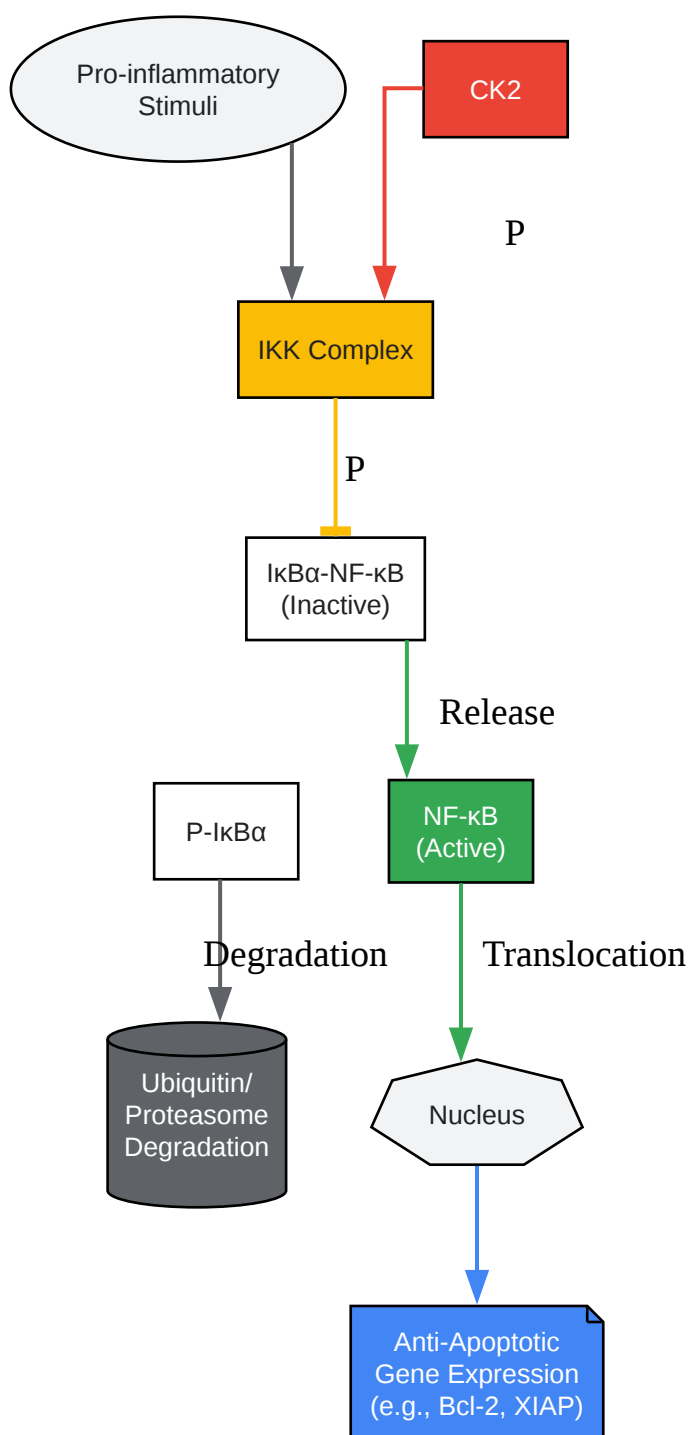 Pro-inflammatory
Stimuli
CK2
P
IKK Complex
P
IκBα-NF-κB
(Inactive)
Release
P-IκBα
NF-κB
(Active)
Degradation
Translocation
Ubiquitin/
Proteasome
Degradation
Nucleus
Anti-Apoptotic
Gene Expression
(e.g., Bcl-2, XIAP)